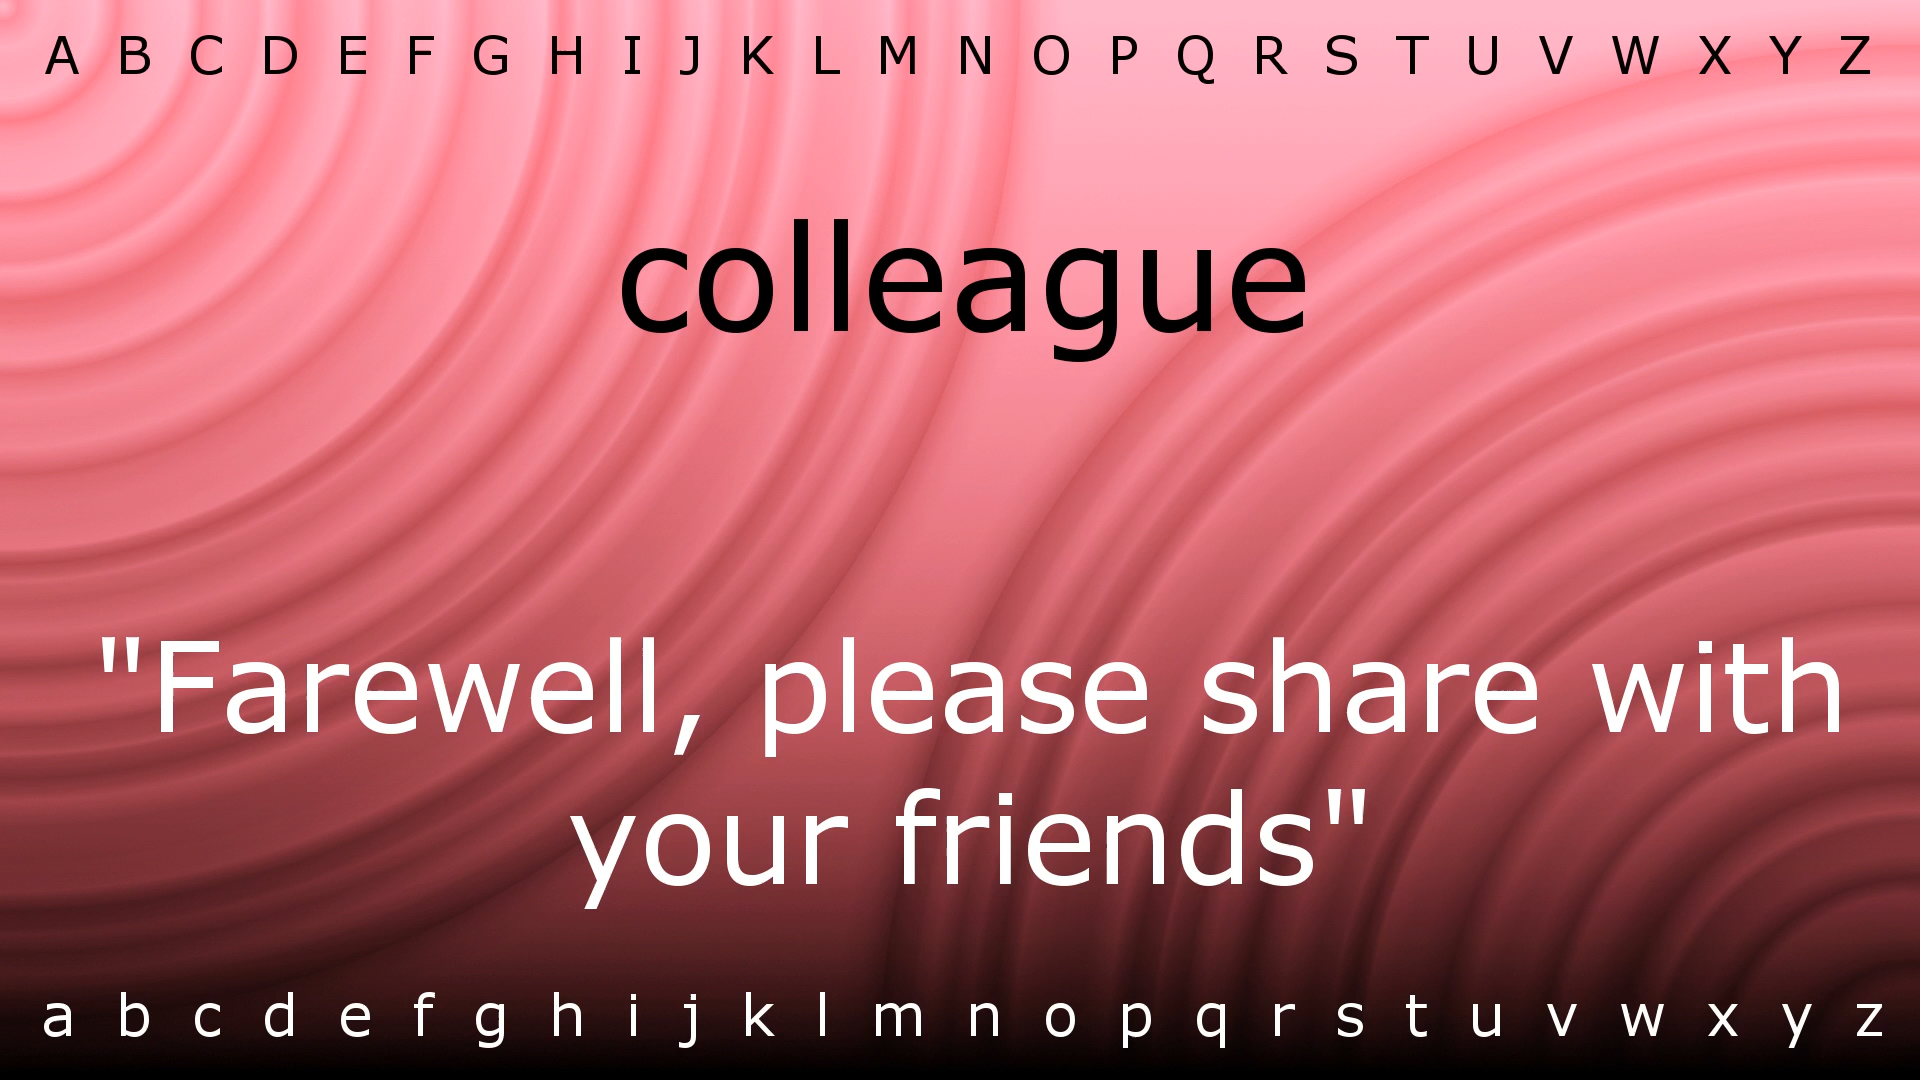 A B C D E F G H I J K L M N O P Q R S T U V W X Y Z
colleague
"Farewell, please share with
your friends"
a b c d e f g h i j k l m n o p q r s t u v w x y z